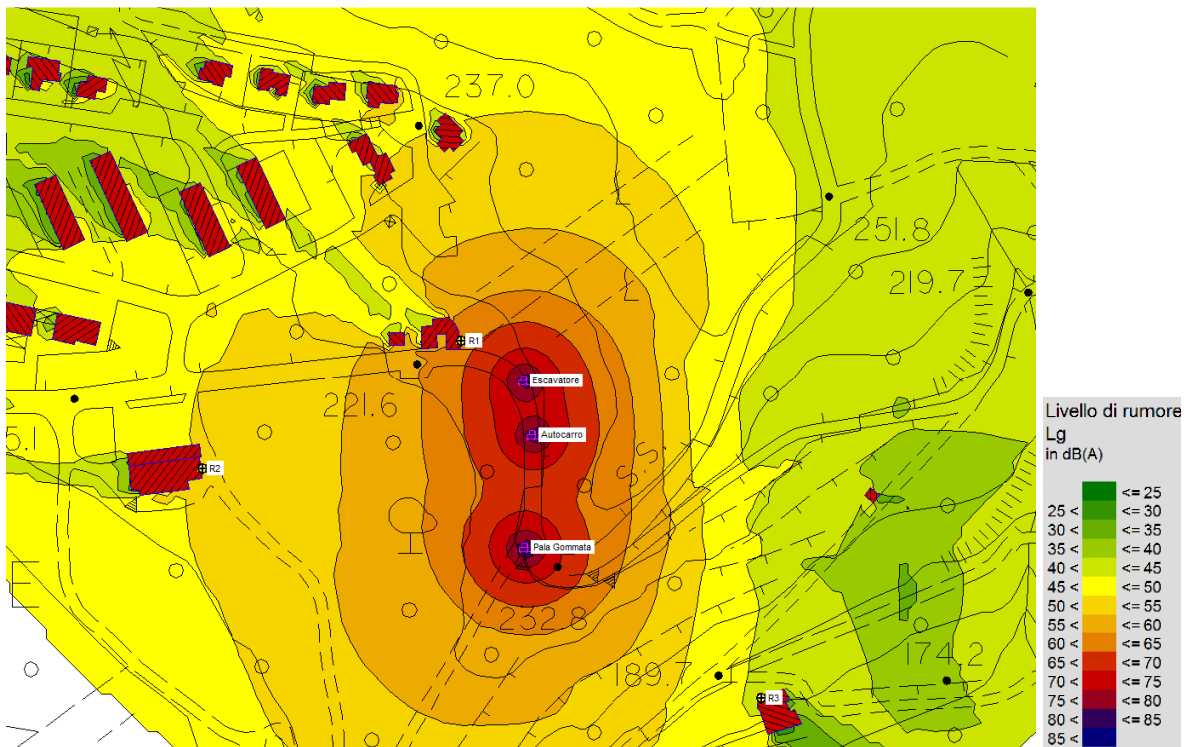 237.0
251.8
219.7
R1
Escavatore
221.6
Autocarro
5.1
R2
S.S.
Pala Gommata
232.8
189.7
174.2
R3
Livello di rumore
Lg
in dB(A)
<= 25
25 < <= 30
30 < <= 35
35 < <= 40
40 < <= 45
45 < <= 50
50 < <= 55
55 < <= 60
60 < <= 65
65 < <= 70
70 < <= 75
75 < <= 80
80 < <= 85
85 <